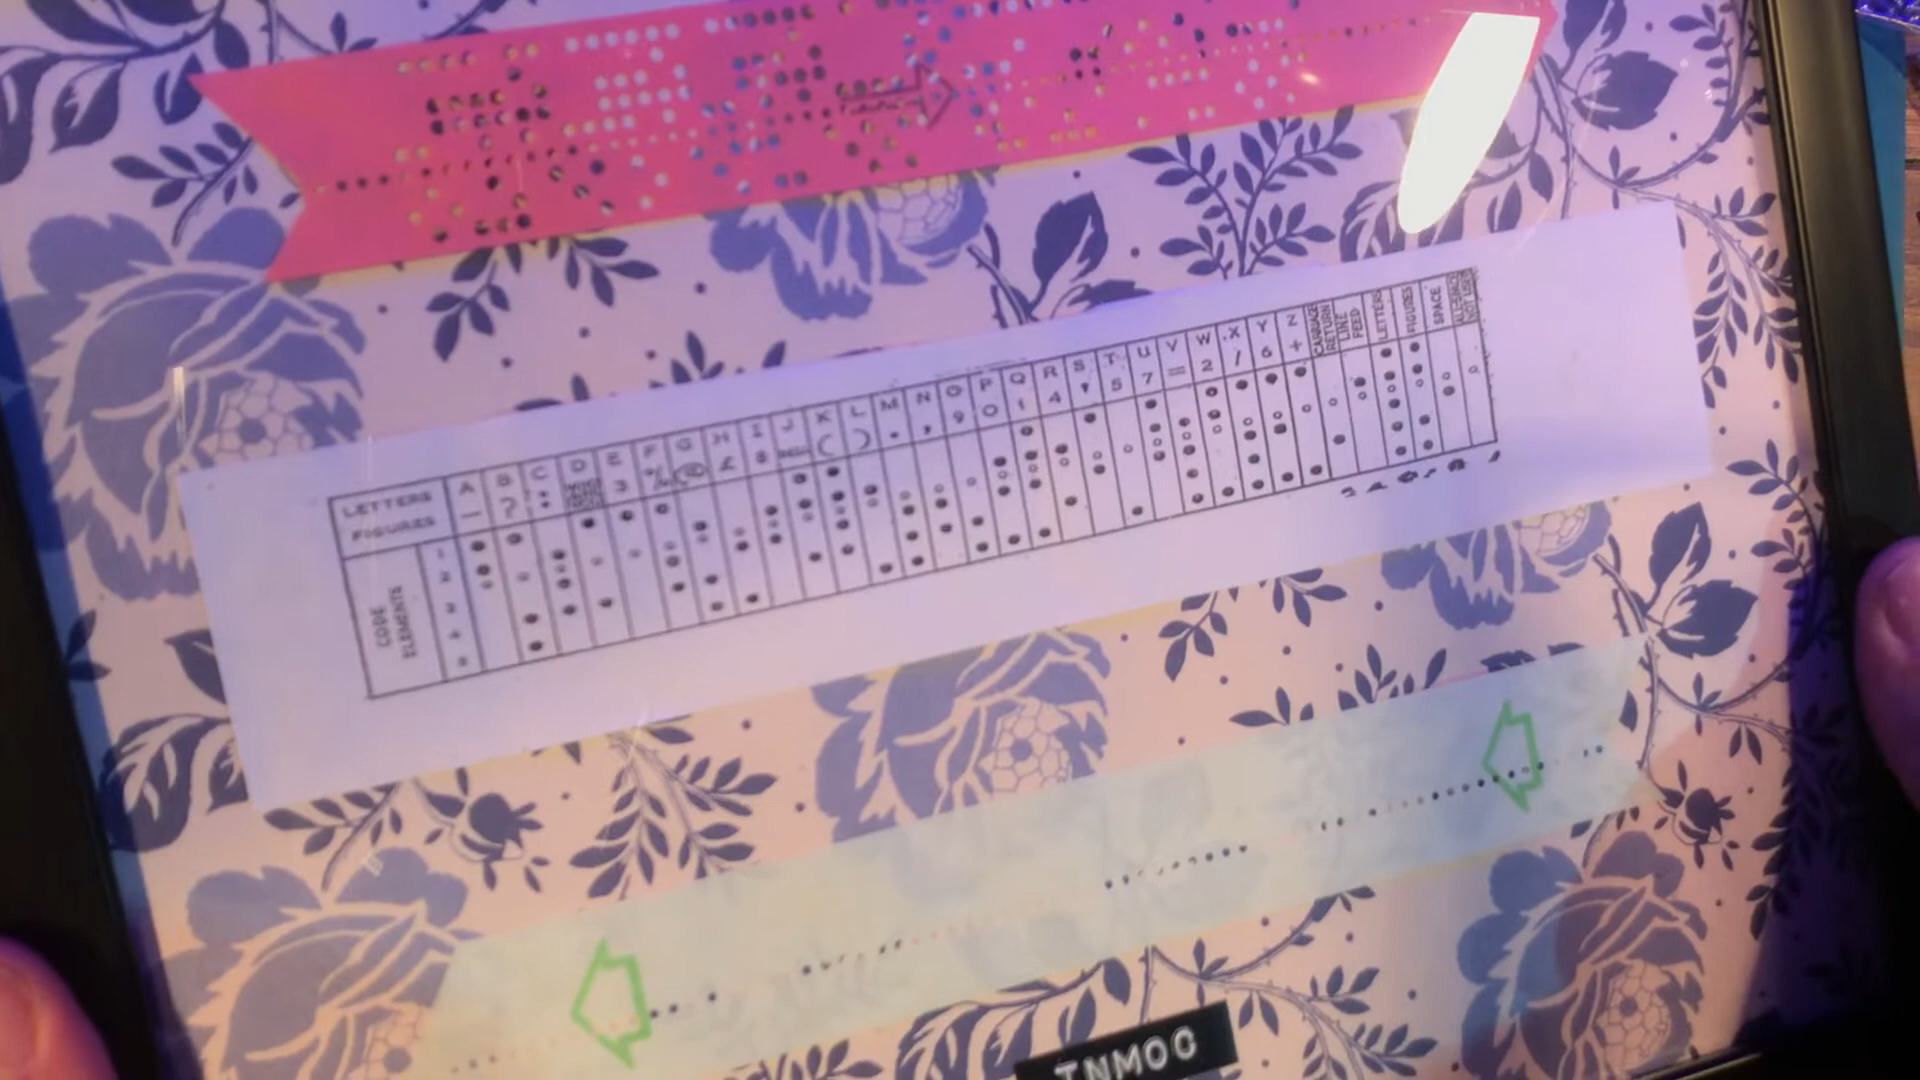 LETTERS A B C D E F G H I J K L M N O P Q R S T U V W X Y Z CARRIAGE RETURN LINE FEED LETTERS FIGURES SPACE
FIGURES - ? : 3 % @ £ 8 ( ) . , 9 0 1 4 ' 5 7 = 2 / 6 +
CODE ELEMENTS 1 2 3 4 5
TNMOC